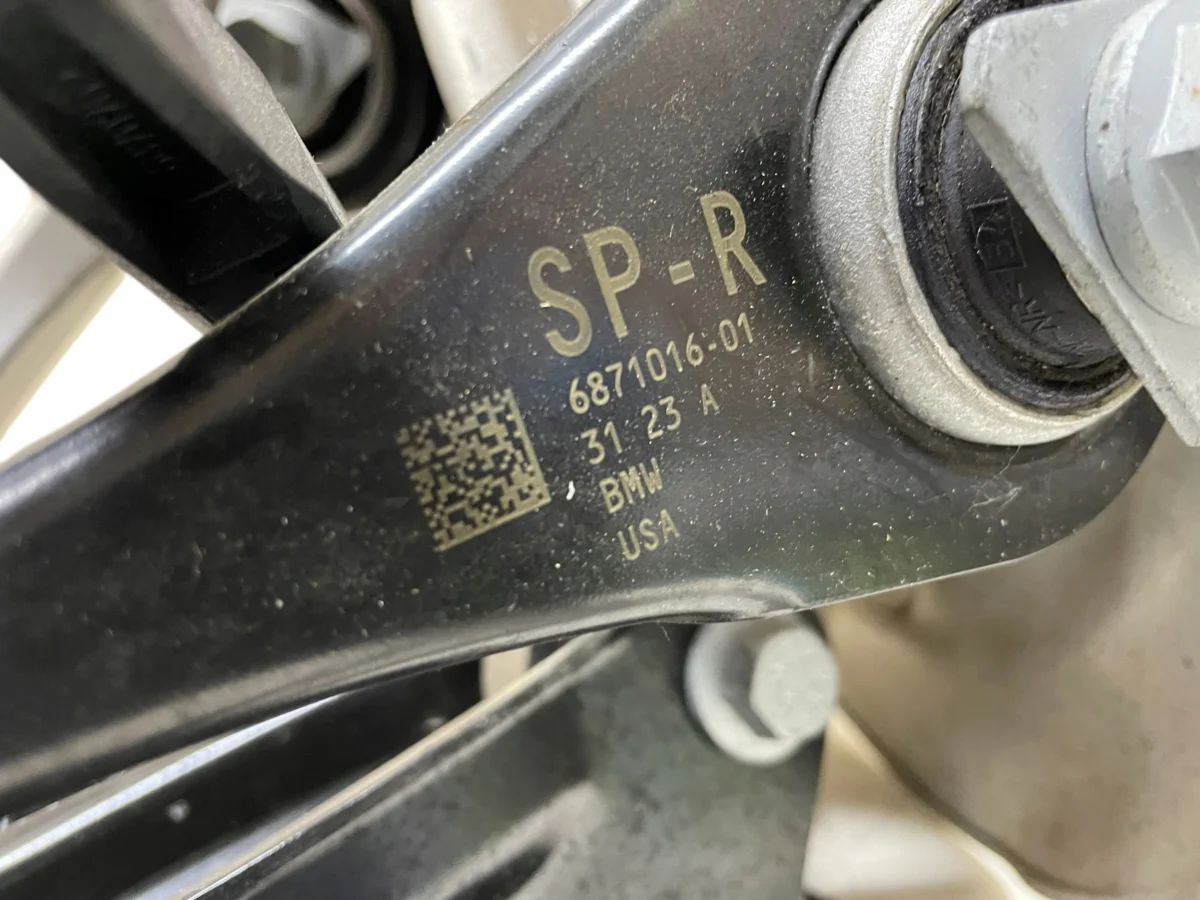 SP-R
6871016-01
31 23 A
BMW
USA